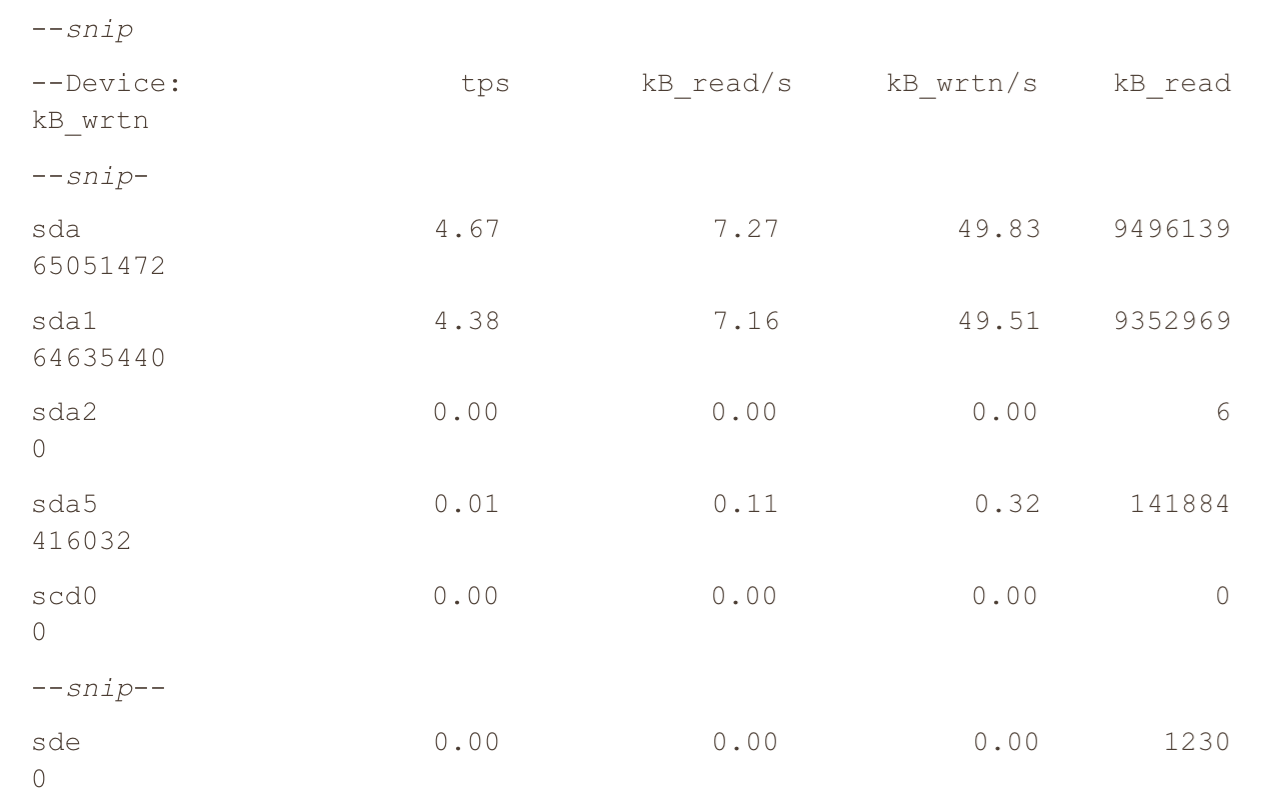 --snip
--Device: tps kB_read/s kB_wrtn/s kB_read
kB_wrtn
--snip-
sda 4.67 7.27 49.83 9496139
65051472
sda1 4.38 7.16 49.51 9352969
64635440
sda2 0.00 0.00 0.00 6
0
sda5 0.01 0.11 0.32 141884
416032
scd0 0.00 0.00 0.00 0
0
--snip--
sde 0.00 0.00 0.00 1230
0